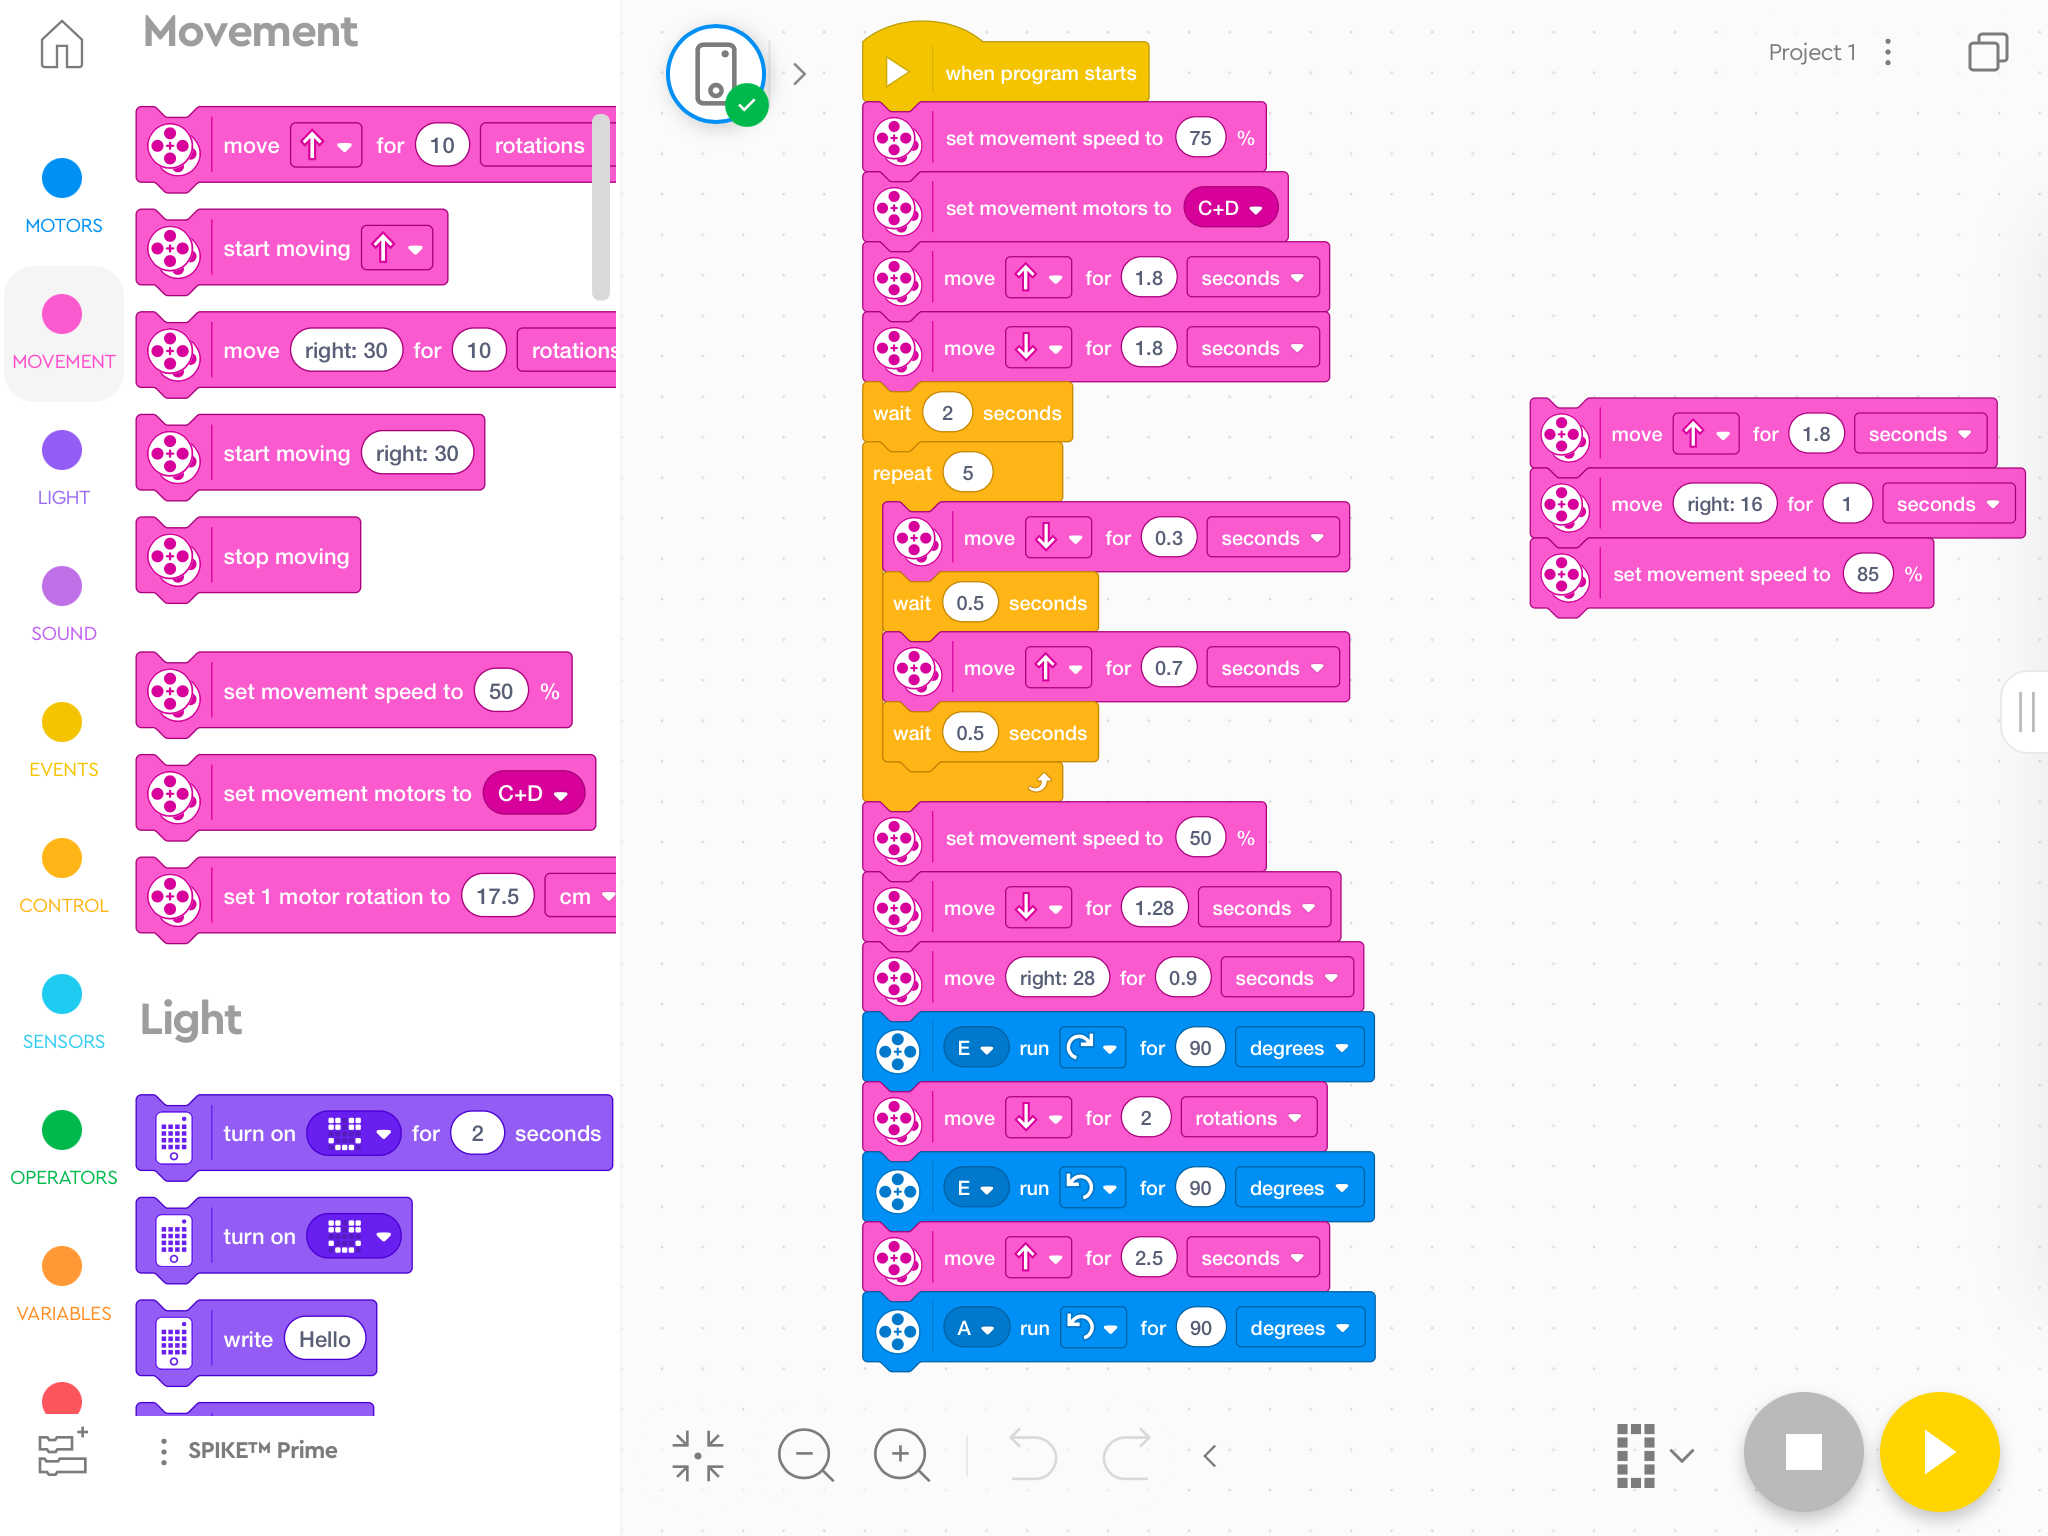 Movement
move for 10 rotations
start moving
move right: 30 for 10 rotations
start moving right: 30
stop moving
set movement speed to 50 %
set movement motors to C+D
set 1 motor rotation to 17.5 cm
Light
turn on for 2 seconds
turn on
write Hello
MOTORS
MOVEMENT
LIGHT
SOUND
EVENTS
CONTROL
SENSORS
OPERATORS
VARIABLES
SPIKE™ Prime
when program starts
set movement speed to 75 %
set movement motors to C+D
move for 1.8 seconds
move for 1.8 seconds
wait 2 seconds
repeat 5
move for 0.3 seconds
wait 0.5 seconds
move for 0.7 seconds
wait 0.5 seconds
set movement speed to 50 %
move for 1.28 seconds
move right: 28 for 0.9 seconds
E run for 90 degrees
move for 2 rotations
E run for 90 degrees
move for 2.5 seconds
A run for 90 degrees
Project 1
move for 1.8 seconds
move right: 16 for 1 seconds
set movement speed to 85 %